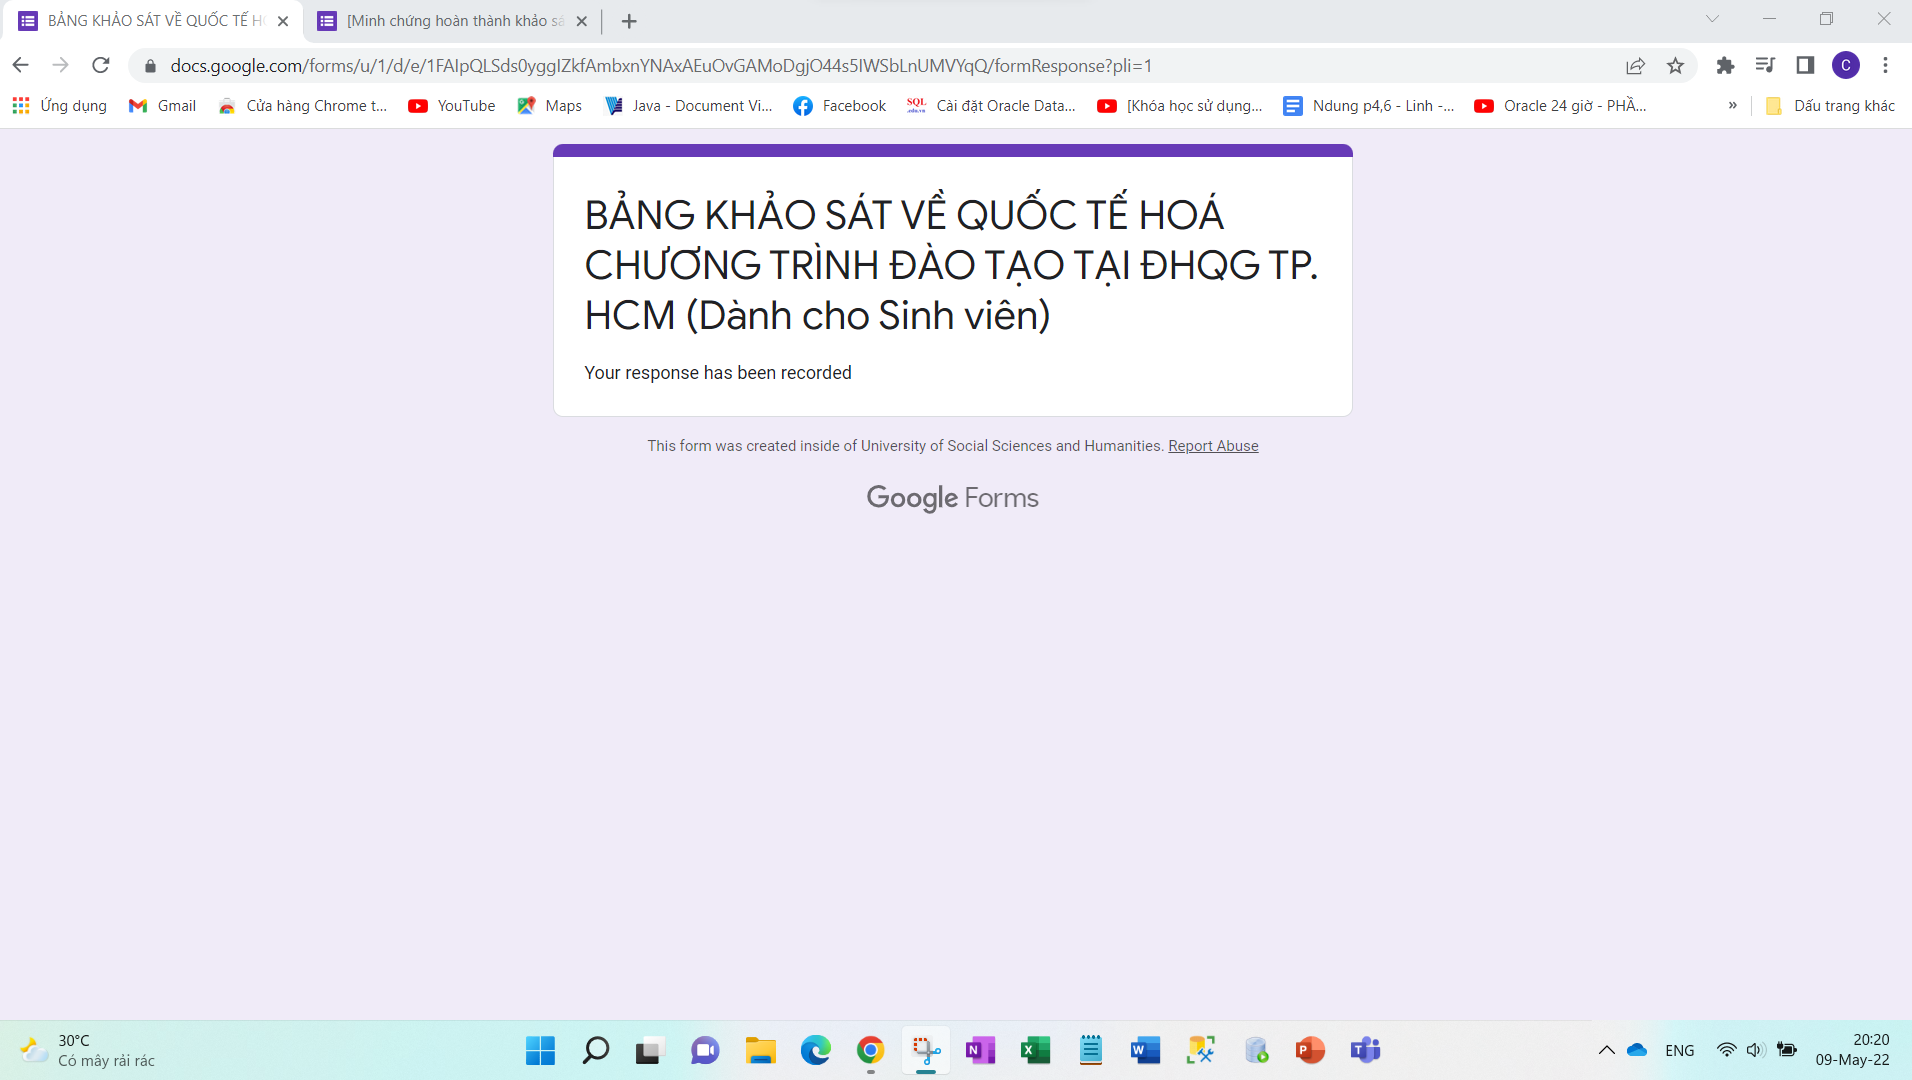 BẢNG KHẢO SÁT VỀ QUỐC TẾ H
[Minh chứng hoàn thành khảo sá
docs.google.com/forms/u/1/d/e/1FAIpQLSds0yggIZkfAmbxnYNAxAEuOvGAMoDgjO44s5IWSbLnUMVYqQ/formResponse?pli=1
C
Ứng dụng
Gmail
Cửa hàng Chrome t...
YouTube
Maps
Java - Document Vi...
Facebook
SQL
Cài đặt Oracle Data...
[Khóa học sử dụng...
Ndung p4,6 - Linh -...
Oracle 24 giờ - PHẦ...
»
Dấu trang khác
BẢNG KHẢO SÁT VỀ QUỐC TẾ HOÁ
CHƯƠNG TRÌNH ĐÀO TẠO TẠI ĐHQG TP.
HCM (Dành cho Sinh viên)
Your response has been recorded
This form was created inside of University of Social Sciences and Humanities. Report Abuse
Google Forms
30°C
Có mây rải rác
ENG
20:20
09-May-22